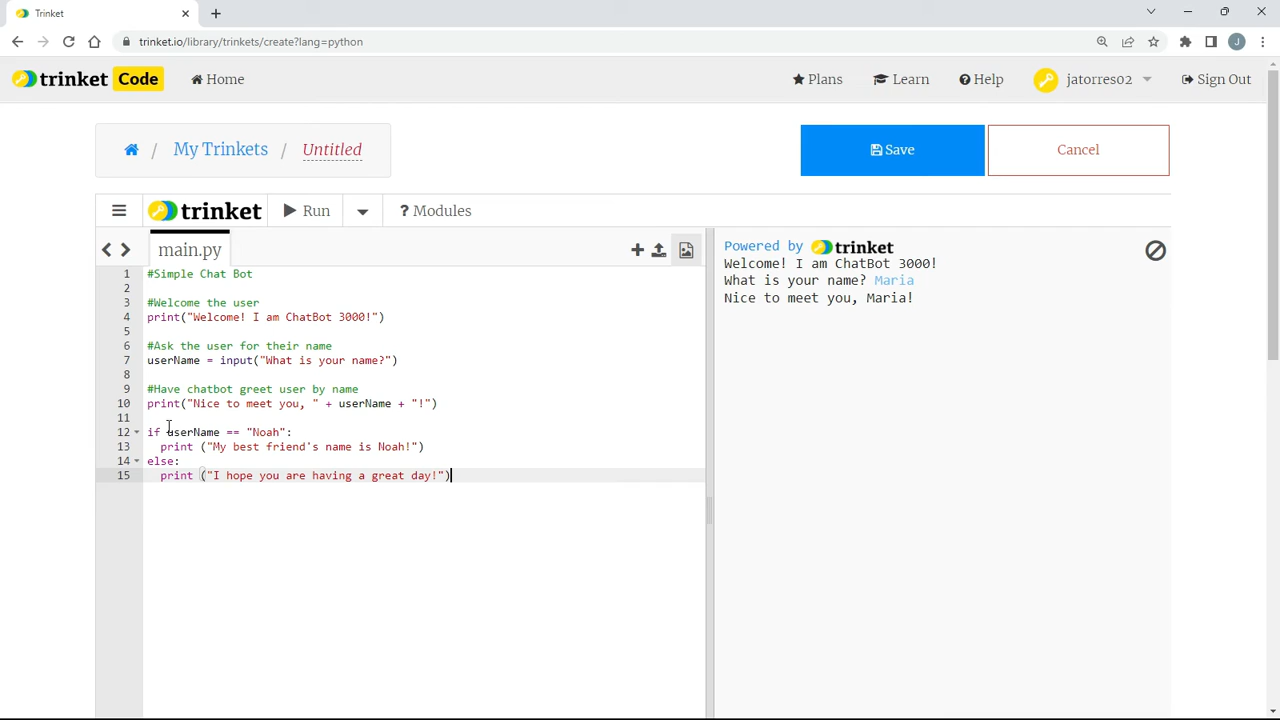 Trinket
trinket.io/library/trinkets/create?lang=python
J
trinket Code Home Plans Learn Help jatorres02 Sign Out
/ My Trinkets / Untitled
Save Cancel
trinket Run ? Modules
main.py
1 #Simple Chat Bot
2
3 #Welcome the user
4 print("Welcome! I am ChatBot 3000!")
5
6 #Ask the user for their name
7 userName = input("What is your name?")
8
9 #Have chatbot greet user by name
10 print("Nice to meet you, " + userName + "!")
11
12 if userName == "Noah":
13 print ("My best friend's name is Noah!")
14 else:
15 print ("I hope you are having a great day!")
Powered by trinket
Welcome! I am ChatBot 3000!
What is your name? Maria
Nice to meet you, Maria!